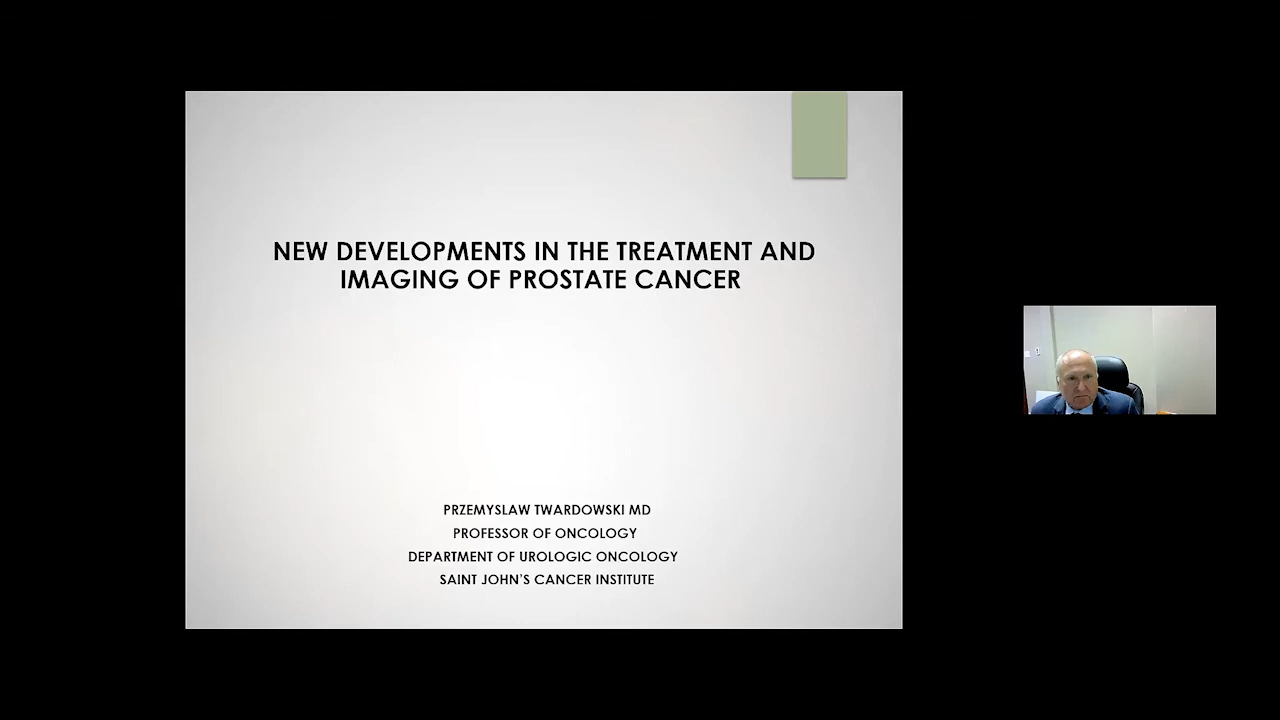 NEW DEVELOPMENTS IN THE TREATMENT AND
IMAGING OF PROSTATE CANCER
PRZEMYSLAW TWARDOWSKI MD
PROFESSOR OF ONCOLOGY
DEPARTMENT OF UROLOGIC ONCOLOGY
SAINT JOHN'S CANCER INSTITUTE